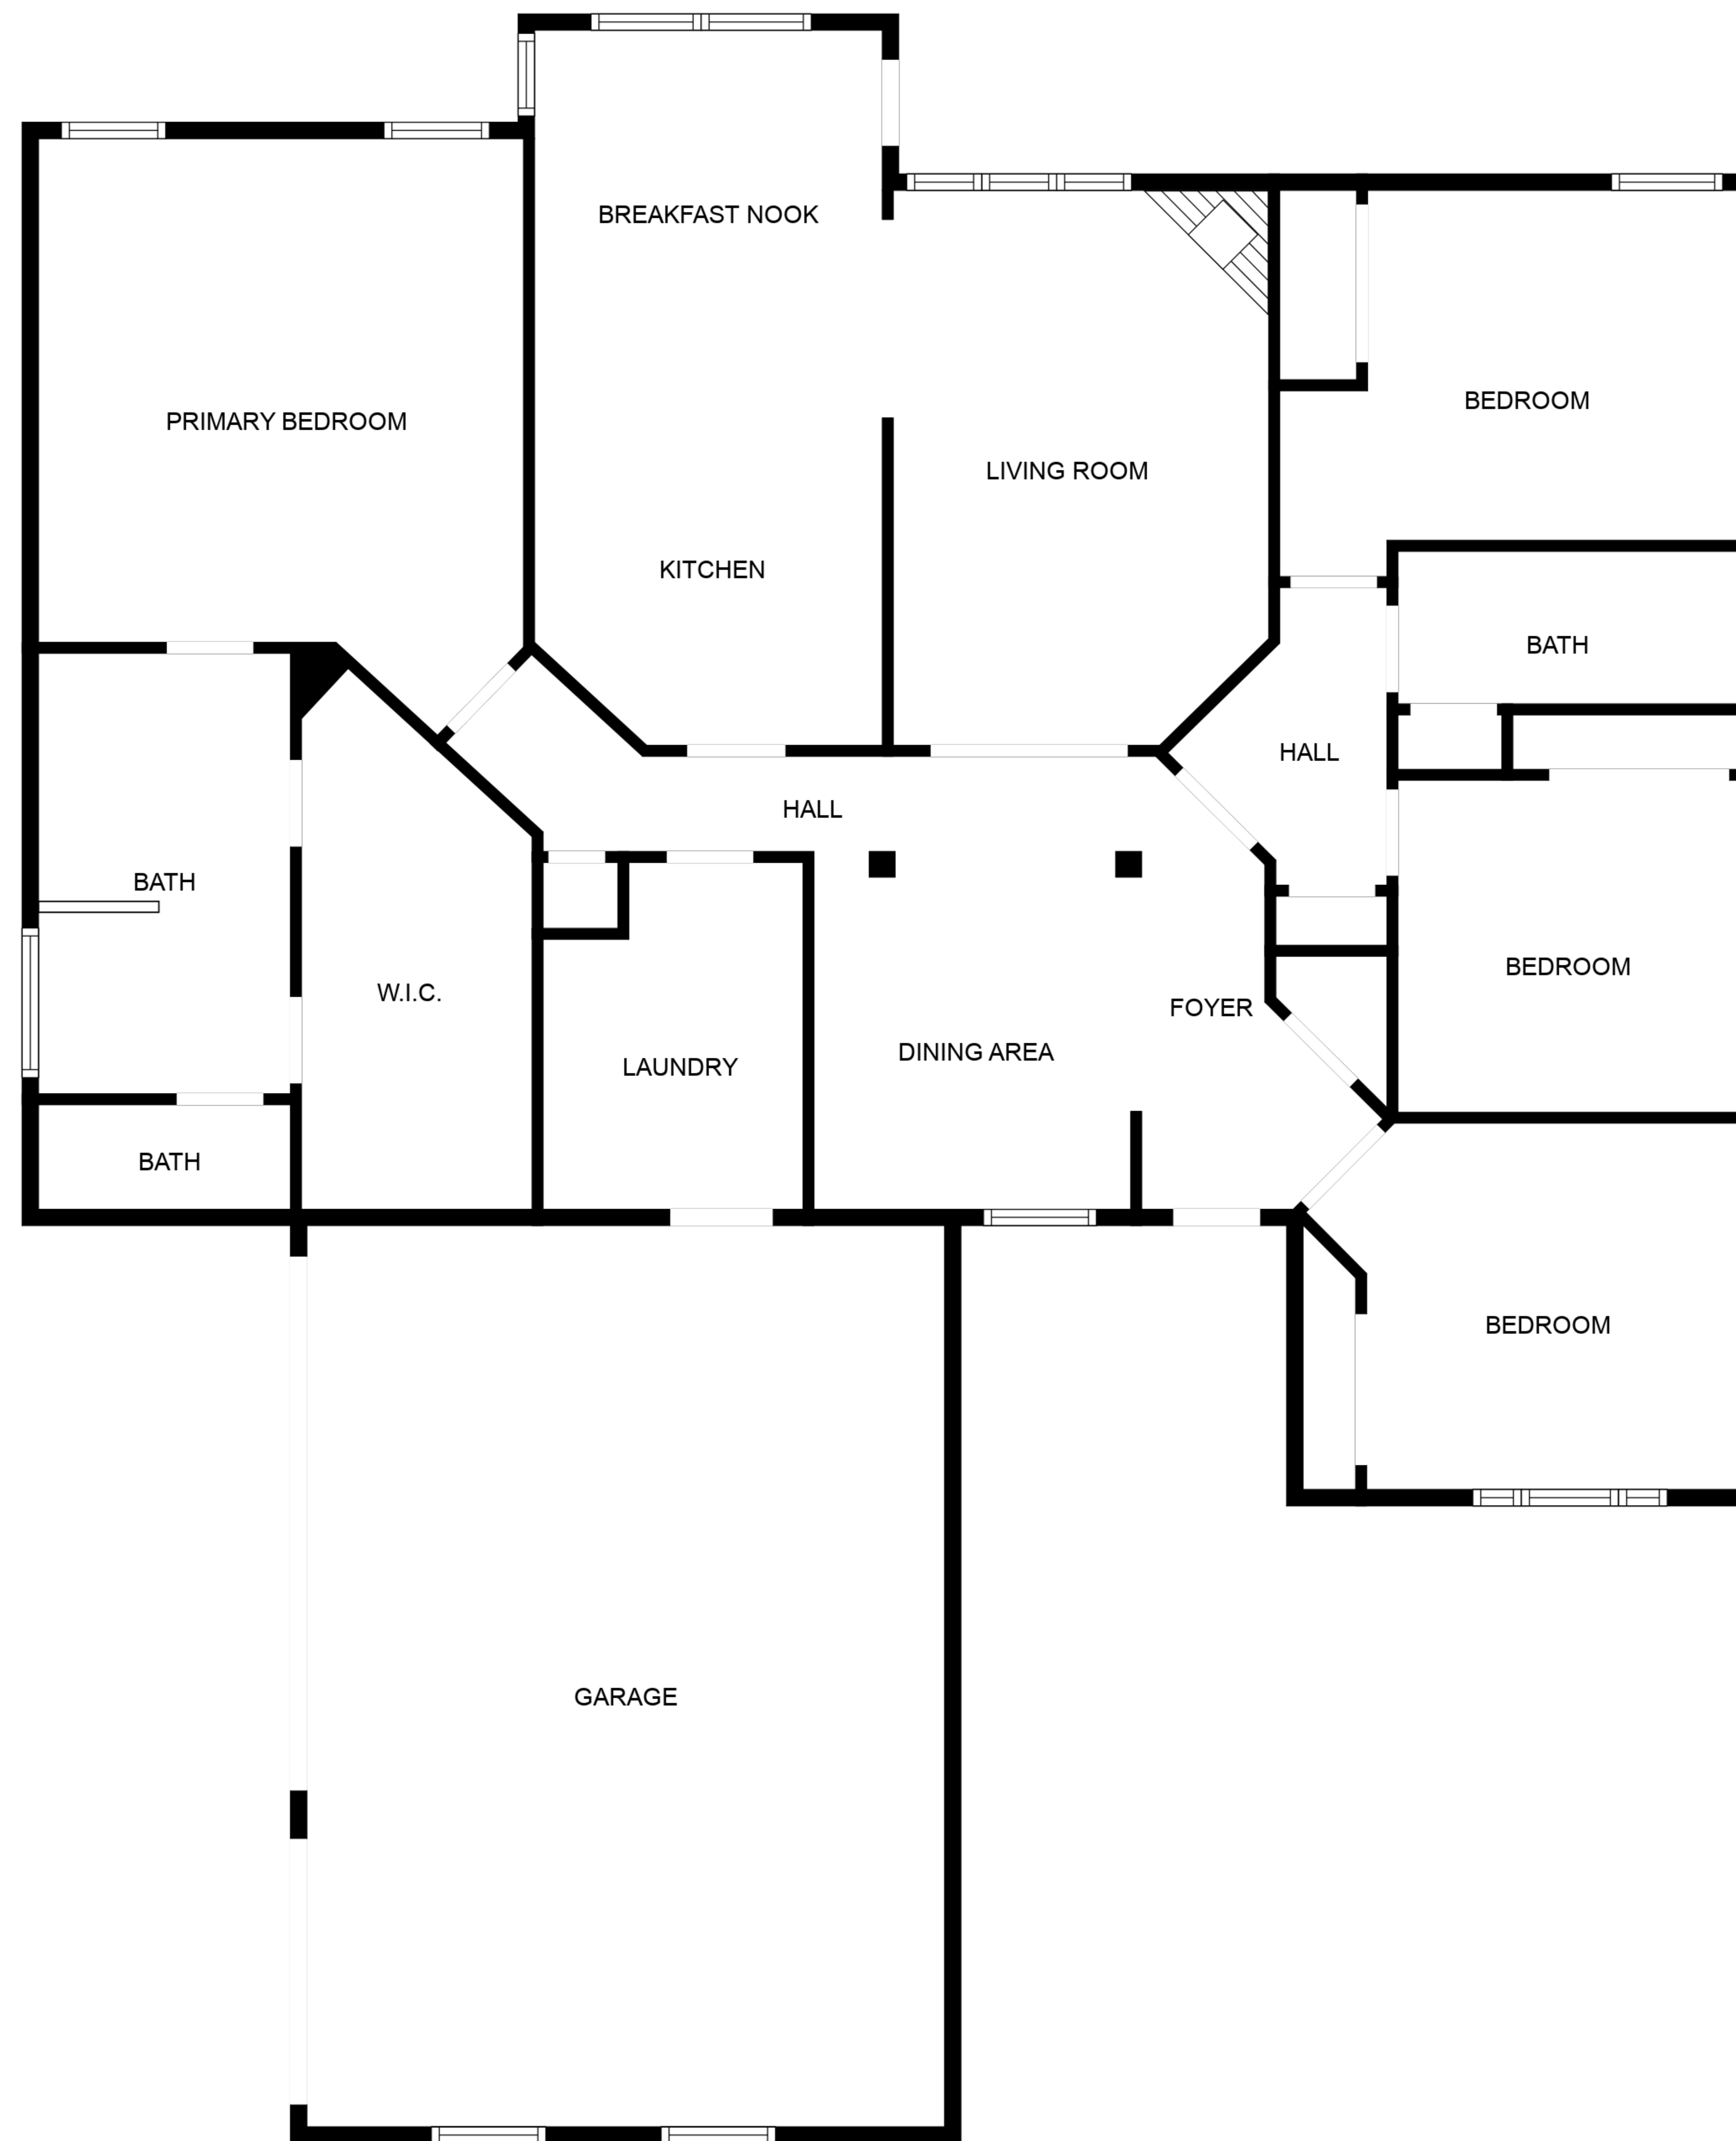 BREAKFAST NOOK
PRIMARY BEDROOM
BEDROOM
LIVING ROOM
KITCHEN
BATH
HALL
HALL
BATH
W.I.C.
BEDROOM
FOYER
DINING AREA
LAUNDRY
BATH
BEDROOM
GARAGE